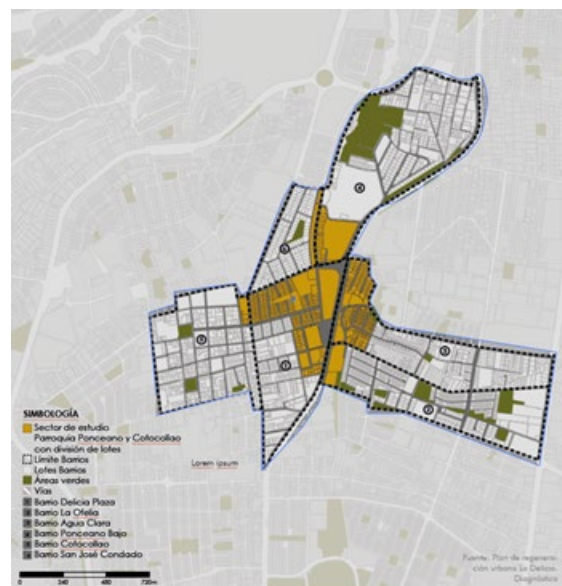 SIMBOLOGÍA
Sector de estudio
Parroquia Ponceano y Cotocollao
con división de lotes
Límite Barrios
Lotes Barrios
Áreas verdes
Vías
Barrio Delicia Plaza
Barrio La Ofelia
Barrio Agua Clara
Barrio Ponceano Bajo
Barrio Cotocollao
Barrio San José Condado
Lorem ipsum
0 240 480 720m
Fuente: Plan de regenera-
ción urbana La Delicia.
Diagnóstico